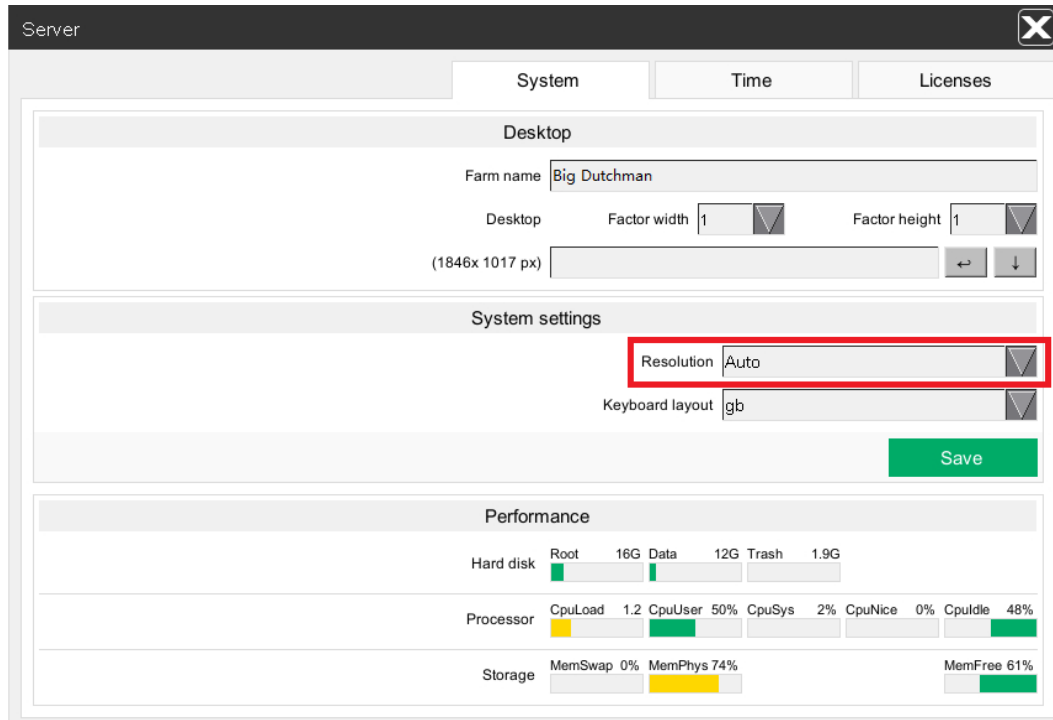 Server
System Time Licenses
Desktop
Farm name Big Dutchman
Desktop Factor width 1 Factor height 1
(1846x 1017 px) ↩ ↓
System settings
Resolution Auto
Keyboard layout gb
Save
Performance
Hard disk Root 16G Data 12G Trash 1.9G
Processor CpuLoad 1.2 CpuUser 50% CpuSys 2% CpuNice 0% CpuIdle 48%
Storage MemSwap 0% MemPhys 74% MemFree 61%